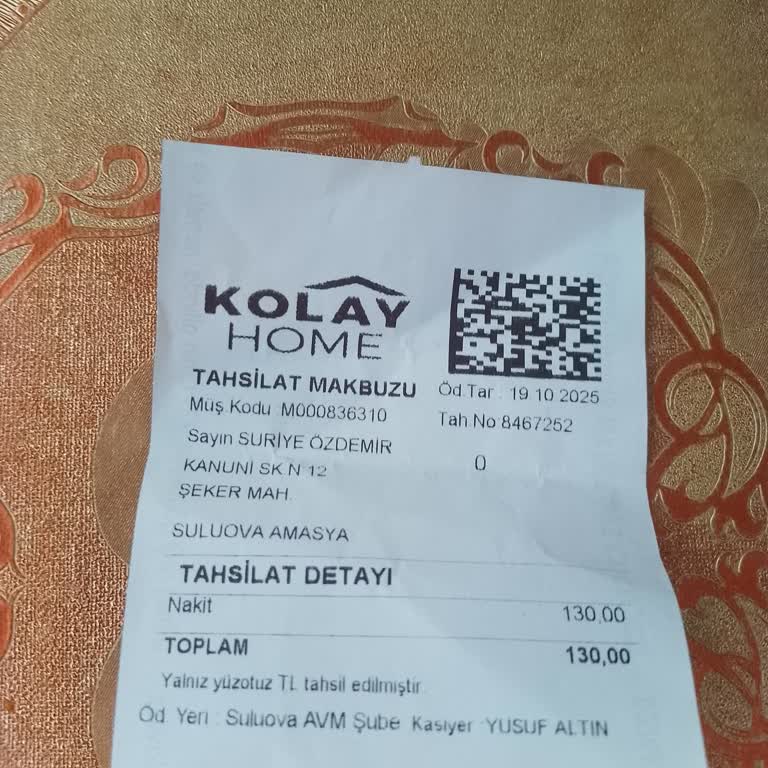 KOLAY
HOME
TAHSİLAT MAKBUZU
Öd.Tar : 19 10 2025
Müş.Kodu M000836310
Tah.No 8467252
Sayın SURİYE ÖZDEMİR
0
KANUNİ SK.N 12
ŞEKER MAH.
SULUOVA AMASYA
TAHSİLAT DETAYI
Nakit 130,00
TOPLAM 130,00
Yalnız yüzotuz TL tahsil edilmiştir.
Öd. Yeri : Suluova AVM Şube Kasiyer YUSUF ALTIN